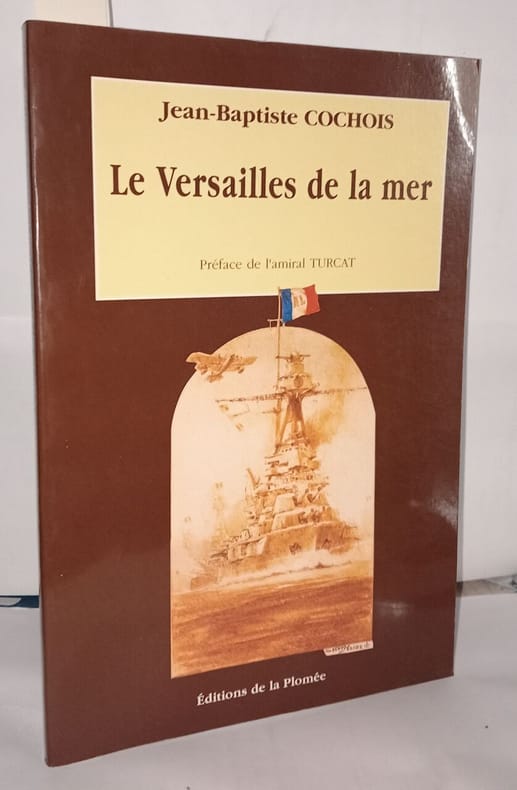 Jean-Baptiste COCHOIS
Le Versailles de la mer
Préface de l'amiral TURCAT
Éditions de la Plomée